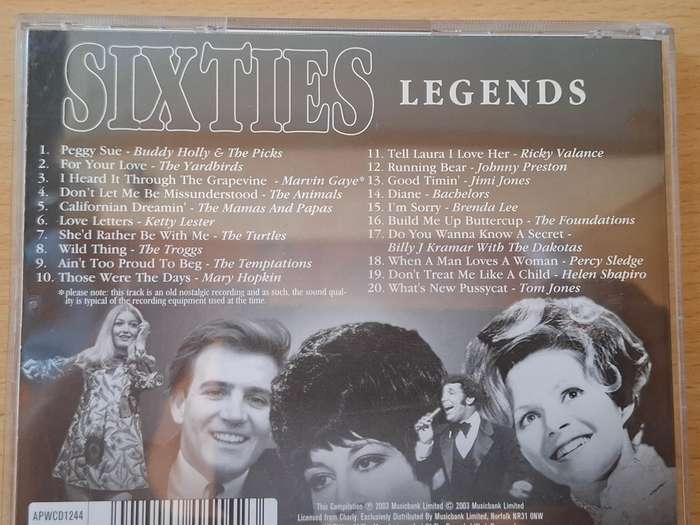 SIXTIES LEGENDS
1. Peggy Sue - Buddy Holly & The Picks
2. For Your Love - The Yardbirds
3. I Heard It Through The Grapevine - Marvin Gaye*
4. Don't Let Me Be Missunderstood - The Animals
5. Californian Dreamin' - The Mamas And Papas
6. Love Letters - Ketty Lester
7. She'd Rather Be With Me - The Turtles
8. Wild Thing - The Troggs
9. Ain't Too Proud To Beg - The Temptations
10. Those Were The Days - Mary Hopkin
*please note: this track is an old nostalgic recording and as such, the sound qual-
ity is typical of the recording equipment used at the time.
11. Tell Laura I Love Her - Ricky Valance
12. Running Bear - Johnny Preston
13. Good Timin' - Jimi Jones
14. Diane - Bachelors
15. I'm Sorry - Brenda Lee
16. Build Me Up Buttercup - The Foundations
17. Do You Wanna Know A Secret -
Billy J Kramar With The Dakotas
18. When A Man Loves A Woman - Percy Sledge
19. Don't Treat Me Like A Child - Helen Shapiro
20. What's New Pussycat - Tom Jones
APWCD1244
This Compilation ℗ 2003 Musicbank Limited © 2003 Musicbank Limited
Licensed from Charly. Exclusively Distributed By Musicbank Limited, Norfolk NR31 0NW